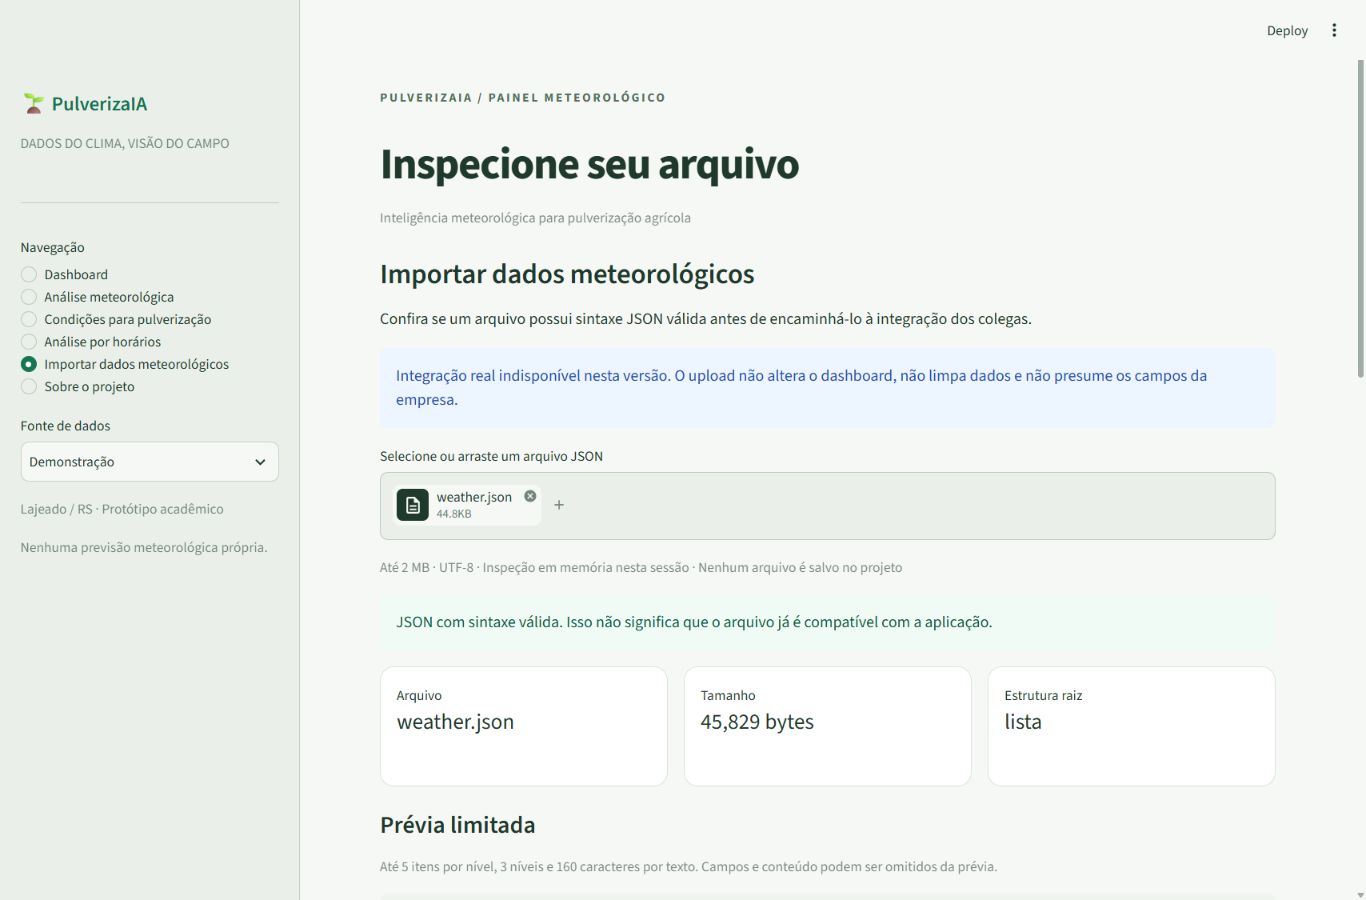 Deploy
PulverizaIA
DADOS DO CLIMA, VISÃO DO CAMPO
Navegação
Dashboard
Análise meteorológica
Condições para pulverização
Análise por horários
Importar dados meteorológicos
Sobre o projeto
Fonte de dados
Demonstração
Lajeado / RS · Protótipo acadêmico
Nenhuma previsão meteorológica própria.
PULVERIZAIA / PAINEL METEOROLÓGICO
Inspecione seu arquivo
Inteligência meteorológica para pulverização agrícola
Importar dados meteorológicos
Confira se um arquivo possui sintaxe JSON válida antes de encaminhá-lo à integração dos colegas.
Integração real indisponível nesta versão. O upload não altera o dashboard, não limpa dados e não presume os campos da
empresa.
Selecione ou arraste um arquivo JSON
weather.json
44.8KB
Até 2 MB · UTF-8 · Inspeção em memória nesta sessão · Nenhum arquivo é salvo no projeto
JSON com sintaxe válida. Isso não significa que o arquivo já é compatível com a aplicação.
Arquivo
weather.json
Tamanho
45,829 bytes
Estrutura raiz
lista
Prévia limitada
Até 5 itens por nível, 3 níveis e 160 caracteres por texto. Campos e conteúdo podem ser omitidos da prévia.